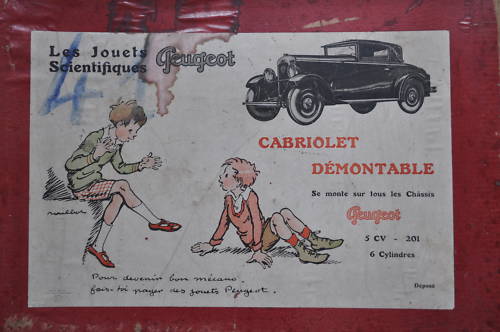 Les Jouets
Scientifiques Peugeot
CABRIOLET
DÉMONTABLE
Se monte sur tous les Châssis
Peugeot
5 CV - 201
6 Cylindres
Déposé
Pour devenir bon mécano
fais-toi payer des jouets Peugeot.